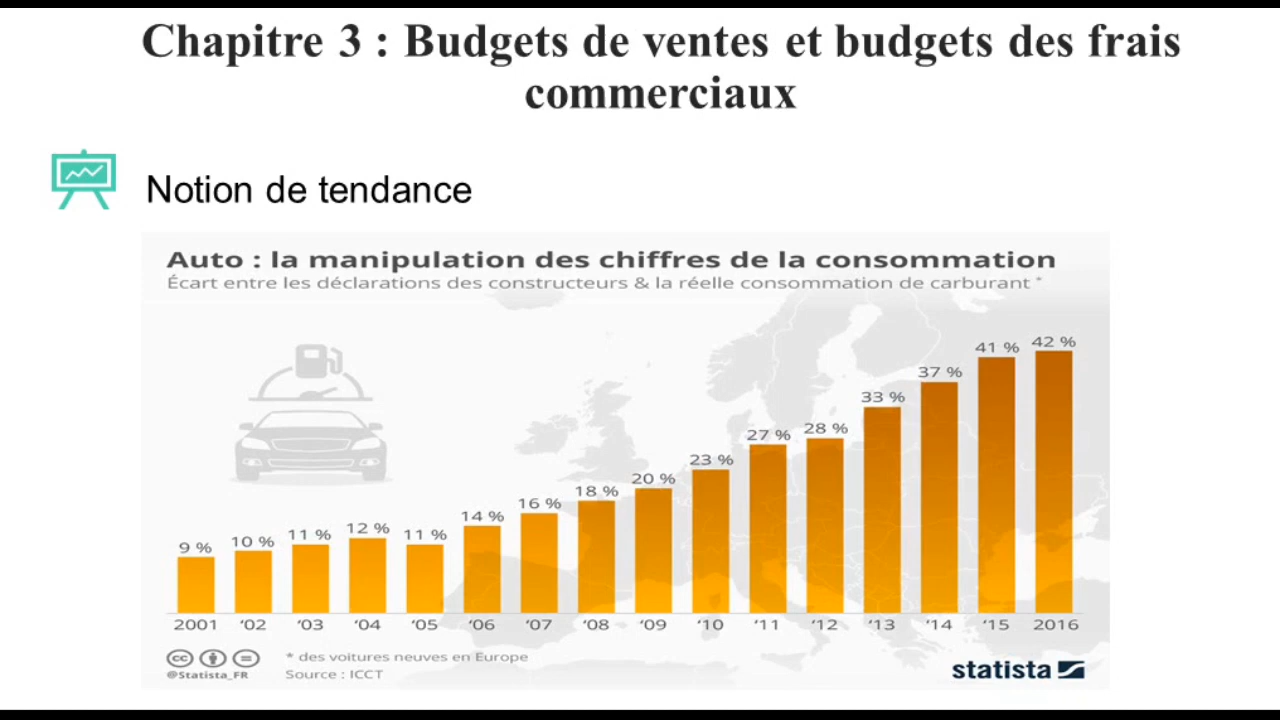 Chapitre 3 : Budgets de ventes et budgets des frais
commerciaux
Notion de tendance
Auto : la manipulation des chiffres de la consommation
Écart entre les déclarations des constructeurs & la réelle consommation de carburant *
9 % 10 % 11 % 12 % 11 % 14 % 16 % 18 % 20 % 23 % 27 % 28 % 33 % 37 % 41 % 42 %
2001 ‘02 ‘03 ‘04 ‘05 ‘06 ‘07 ‘08 ‘09 ‘10 ‘11 ‘12 ‘13 ‘14 ‘15 2016
cc
* des voitures neuves en Europe
@Statista_FR Source : ICCT
statista